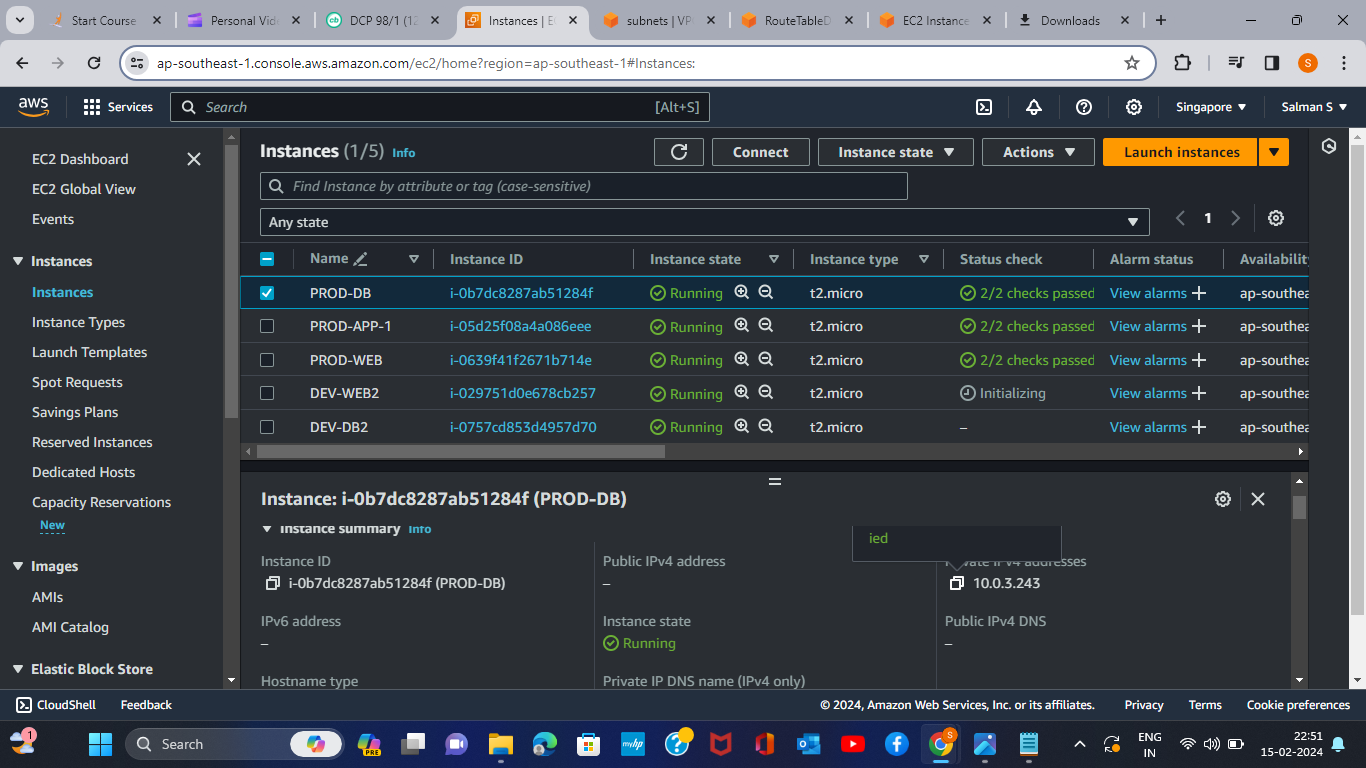 Start Course
Personal Vid
DCP 98/1 (12
Instances | E
subnets | VP
RouteTableD
EC2 Instance
Downloads
ap-southeast-1.console.aws.amazon.com/ec2/home?region=ap-southeast-1#Instances:
S
aws
Services
Search
[Alt+S]
Singapore
Salman S
EC2 Dashboard
EC2 Global View
Events
Instances
Instances
Instance Types
Launch Templates
Spot Requests
Savings Plans
Reserved Instances
Dedicated Hosts
Capacity Reservations
New
Images
AMIs
AMI Catalog
Elastic Block Store
Instances (1/5) Info
Connect
Instance state
Actions
Launch instances
Find Instance by attribute or tag (case-sensitive)
Any state
1
Name Instance ID Instance state Instance type Status check Alarm status Availability
PROD-DB i-0b7dc8287ab51284f Running t2.micro 2/2 checks passed View alarms + ap-southea
PROD-APP-1 i-05d25f08a4a086eee Running t2.micro 2/2 checks passed View alarms + ap-southea
PROD-WEB i-0639f41f2671b714e Running t2.micro 2/2 checks passed View alarms + ap-southea
DEV-WEB2 i-029751d0e678cb257 Running t2.micro Initializing View alarms + ap-southea
DEV-DB2 i-0757cd853d4957d70 Running t2.micro – View alarms + ap-southea
Instance: i-0b7dc8287ab51284f (PROD-DB)
Instance summary Info
ied
Instance ID
i-0b7dc8287ab51284f (PROD-DB)
Public IPv4 address
–
Private IPv4 addresses
10.0.3.243
IPv6 address
–
Instance state
Running
Public IPv4 DNS
–
Hostname type
Private IP DNS name (IPv4 only)
CloudShell
Feedback
© 2024, Amazon Web Services, Inc. or its affiliates.
Privacy
Terms
Cookie preferences
1
Search
PRE
myhp
S
ENG
IN
22:51
15-02-2024